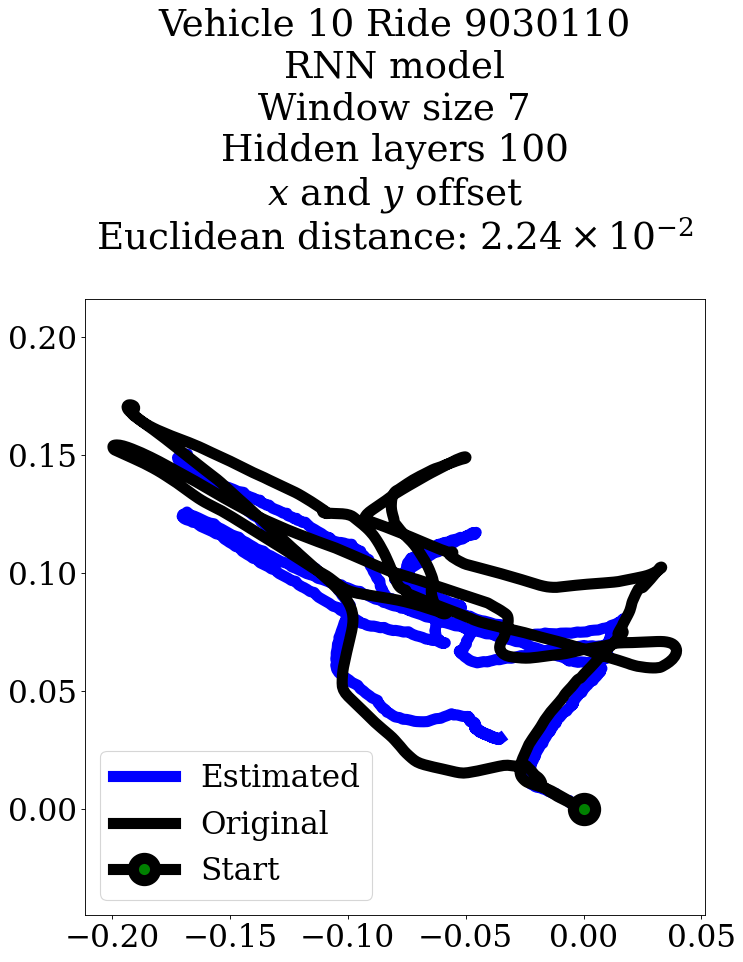 Vehicle 10 Ride 9030110
RNN model
Window size 7
Hidden layers 100
x and y offset
Euclidean distance: 2.24 × 10⁻²
0.20
0.15
0.10
0.05
0.00
Estimated
Original
Start
−0.20 −0.15 −0.10 −0.05 0.00 0.05